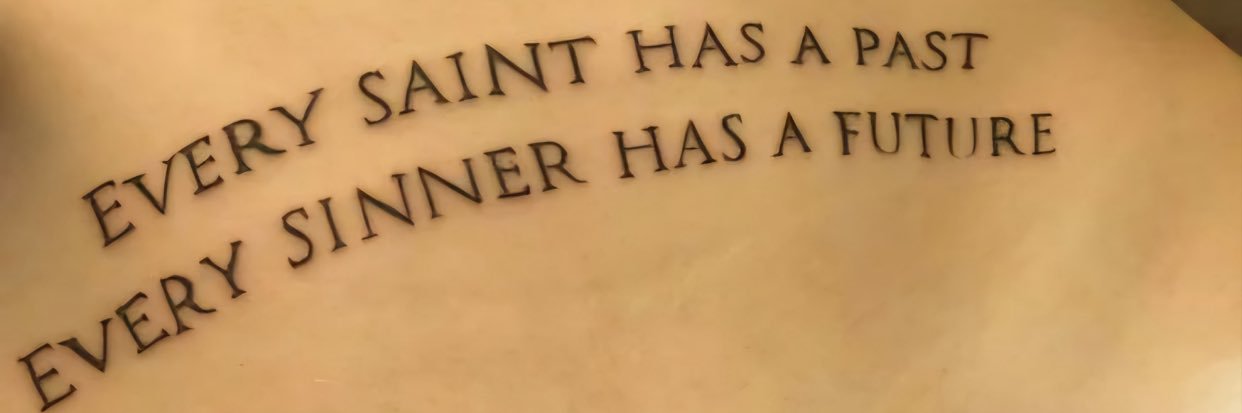 EVERY SAINT HAS A PAST
EVERY SINNER HAS A FUTURE